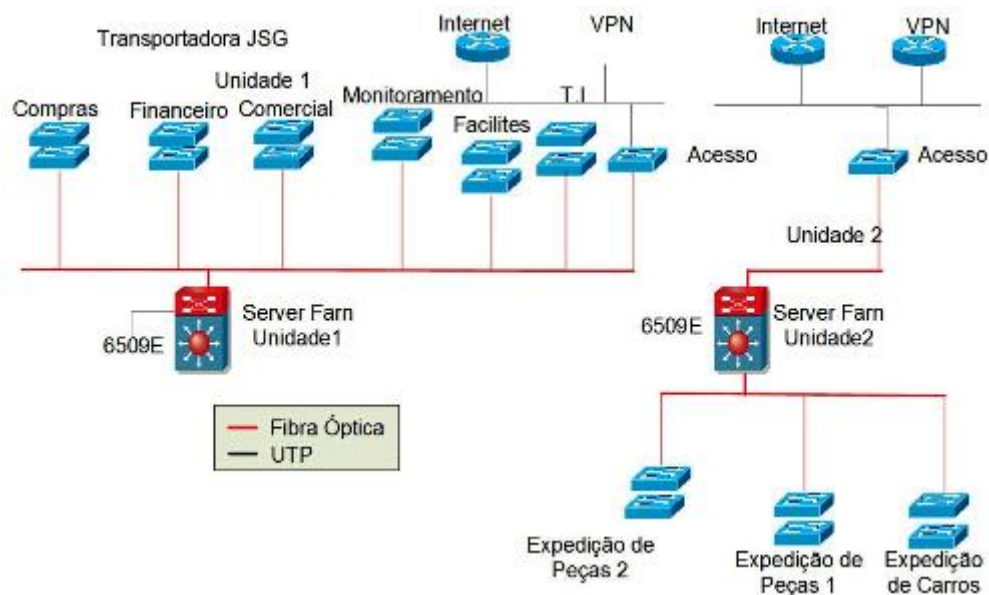 Transportadora JSG
Internet
VPN
Internet
VPN
Unidade 1
Compras
Financeiro
Comercial
Monitoramento
T.I
Facilites
Acesso
Acesso
Unidade 2
Server Farn
Unidade1
6509E
Server Farn
Unidade2
6509E
Fibra Óptica
UTP
Expedição de
Peças 2
Expedição de
Peças 1
Expedição
de Carros